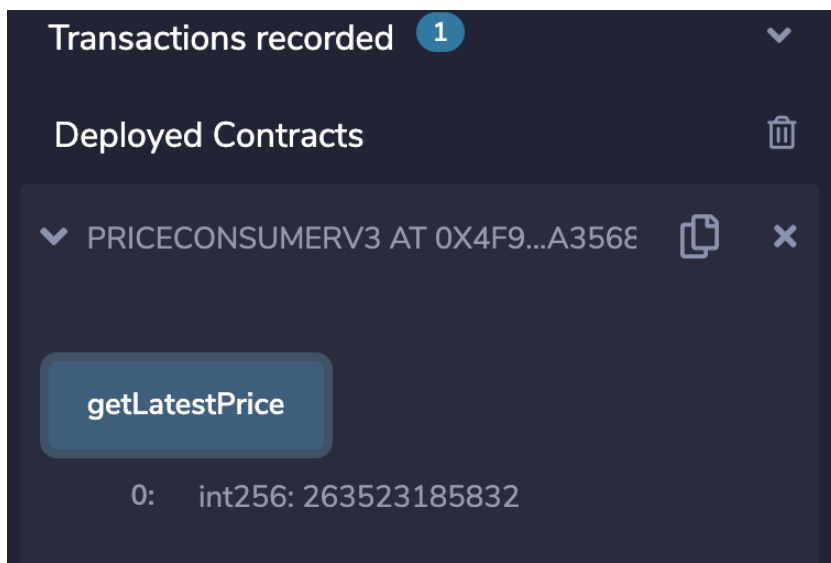 Transactions recorded 1
Deployed Contracts
PRICECONSUMERV3 AT 0X4F9...A3568
getLatestPrice
0: int256: 263523185832